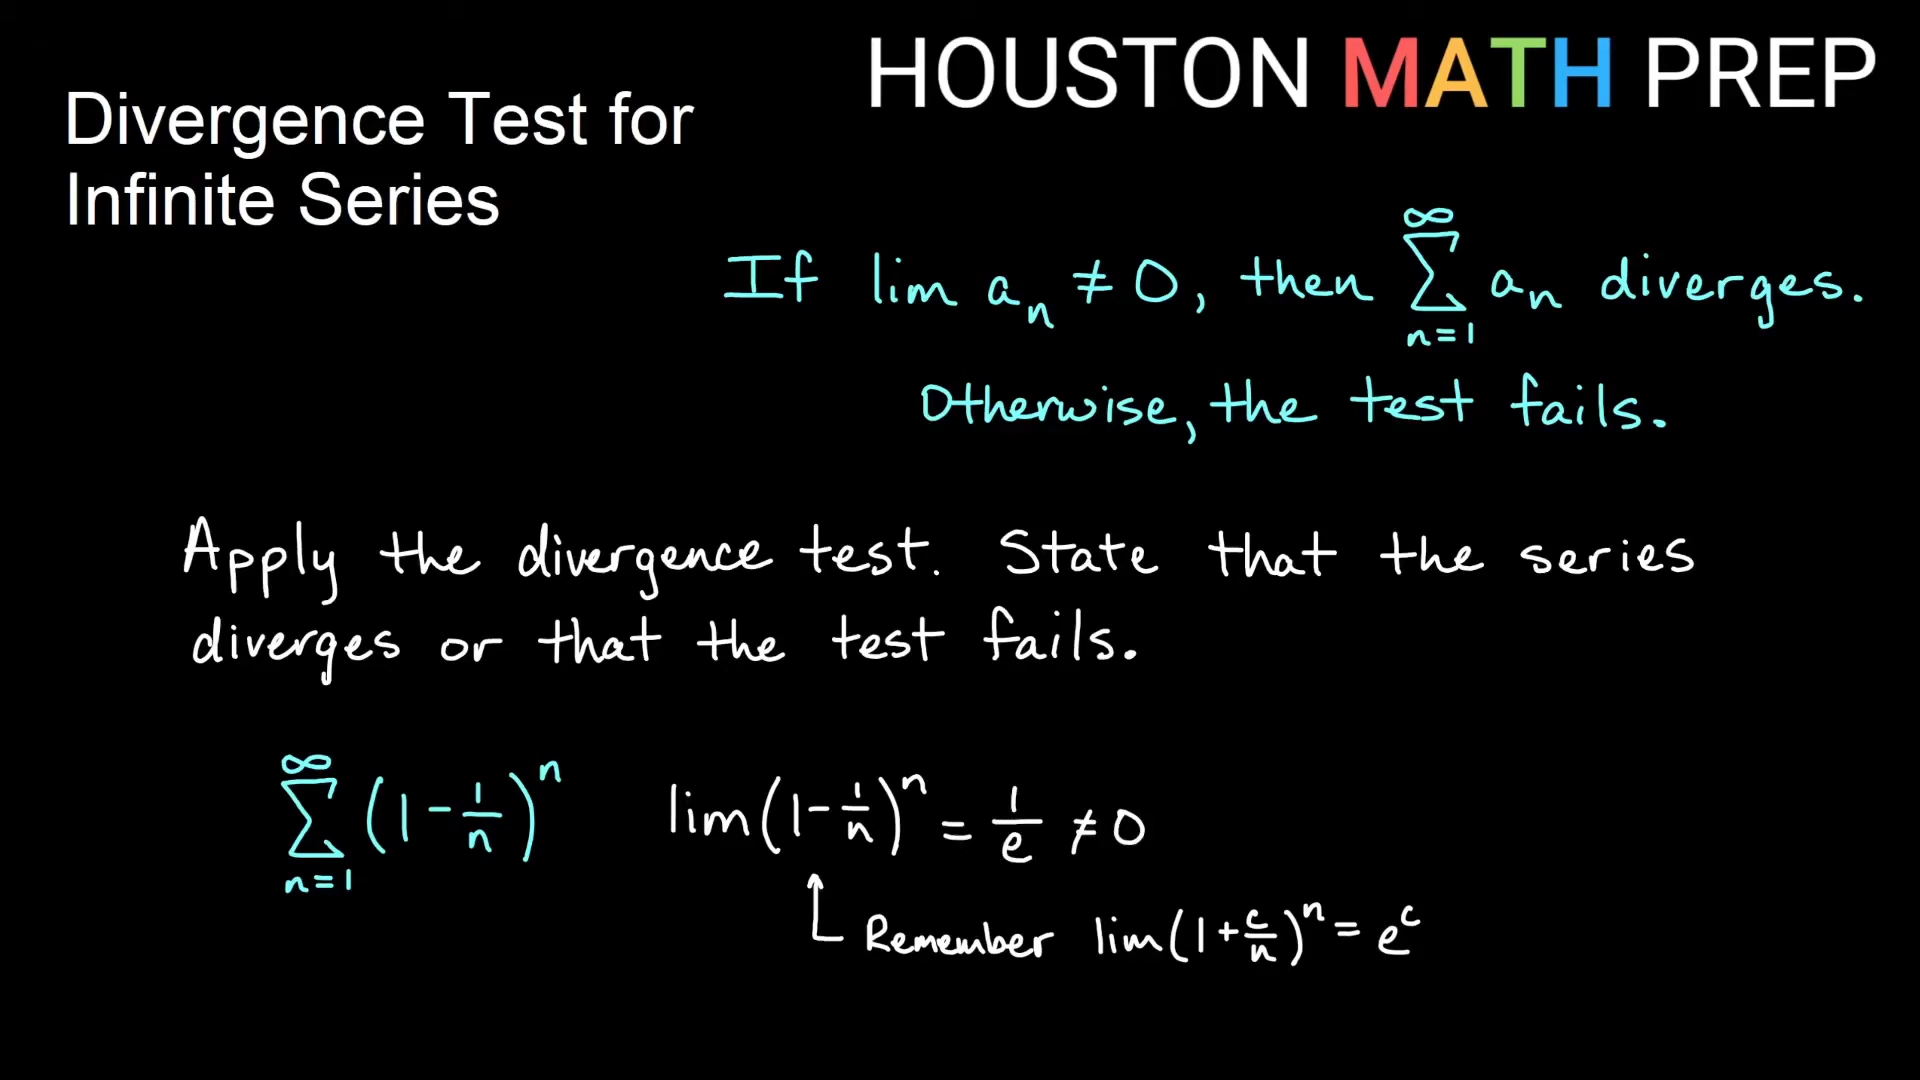 HOUSTON MATH PREP
Divergence Test for
Infinite Series
If lim aₙ ≠ 0, then ∑_{n=1}^{∞} aₙ diverges.
Otherwise, the test fails.
Apply the divergence test. State that the series
diverges or that the test fails.
∑_{n=1}^{∞} (1 - 1/n)^n    lim(1 - 1/n)^n = 1/e ≠ 0
Remember lim(1 + c/n)^n = e^c